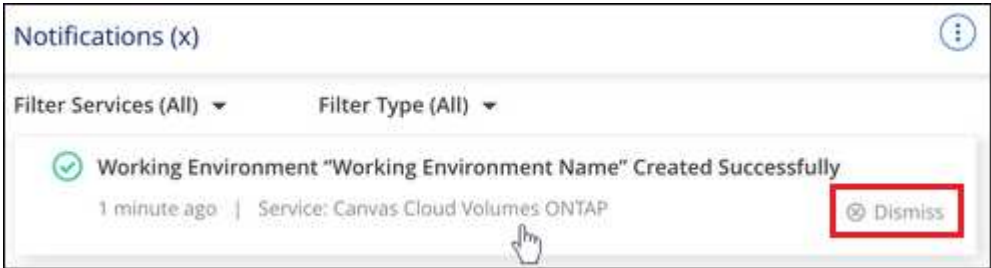 Notifications (x)
Filter Services (All) Filter Type (All)
Working Environment “Working Environment Name” Created Successfully
1 minute ago | Service: Canvas Cloud Volumes ONTAP
Dismiss